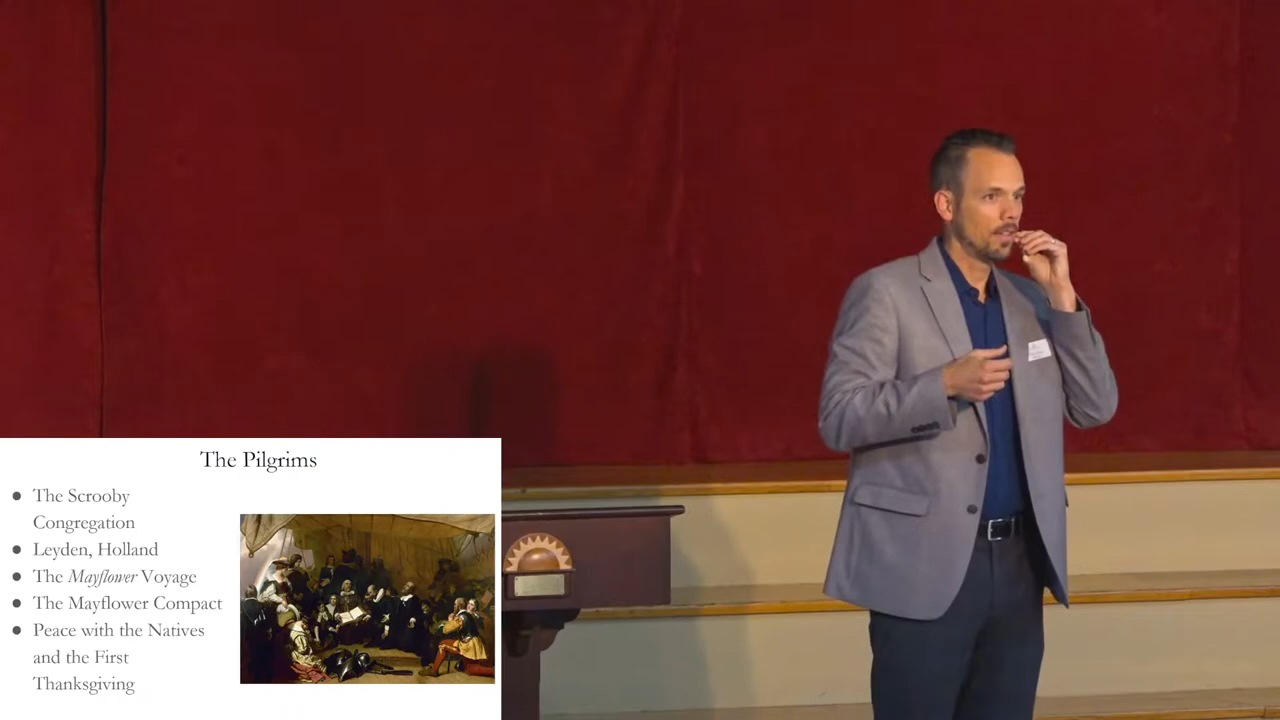 The Pilgrims
● The Scrooby
Congregation
● Leyden, Holland
● The Mayflower Voyage
● The Mayflower Compact
● Peace with the Natives
and the First
Thanksgiving